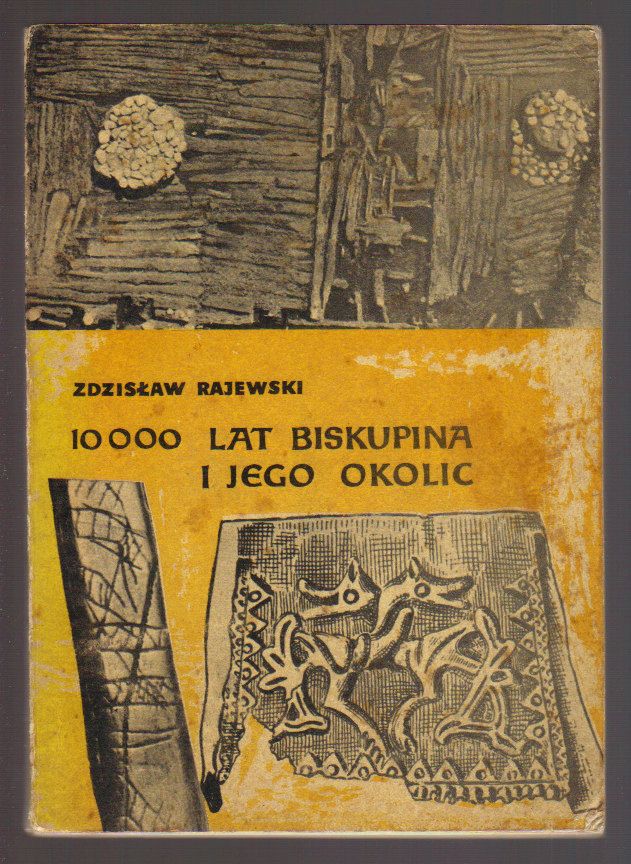 ZDZISŁAW RAJEWSKI
10 000 LAT BISKUPINA
I JEGO OKOLIC